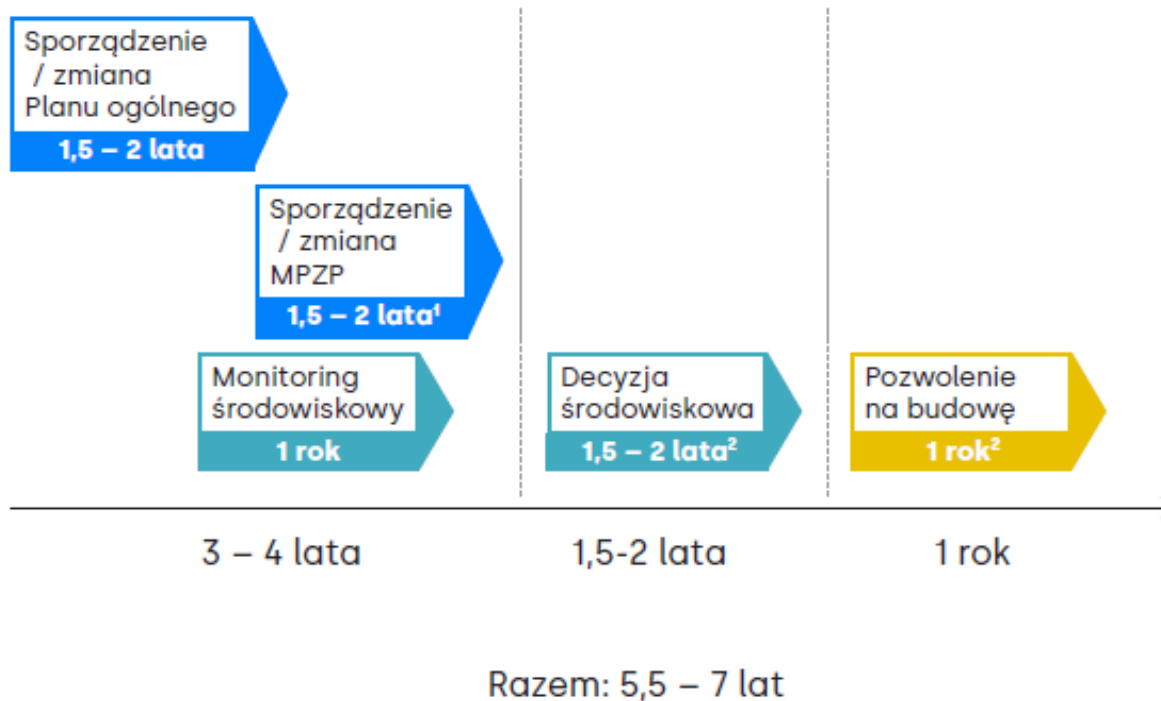 Sporządzenie
/ zmiana
Planu ogólnego
1,5 – 2 lata
Sporządzenie
/ zmiana
MPZP
1,5 – 2 lata¹
Monitoring
środowiskowy
1 rok
Decyzja
środowiskowa
1,5 – 2 lata²
Pozwolenie
na budowę
1 rok²
3 – 4 lata
1,5-2 lata
1 rok
Razem: 5,5 – 7 lat